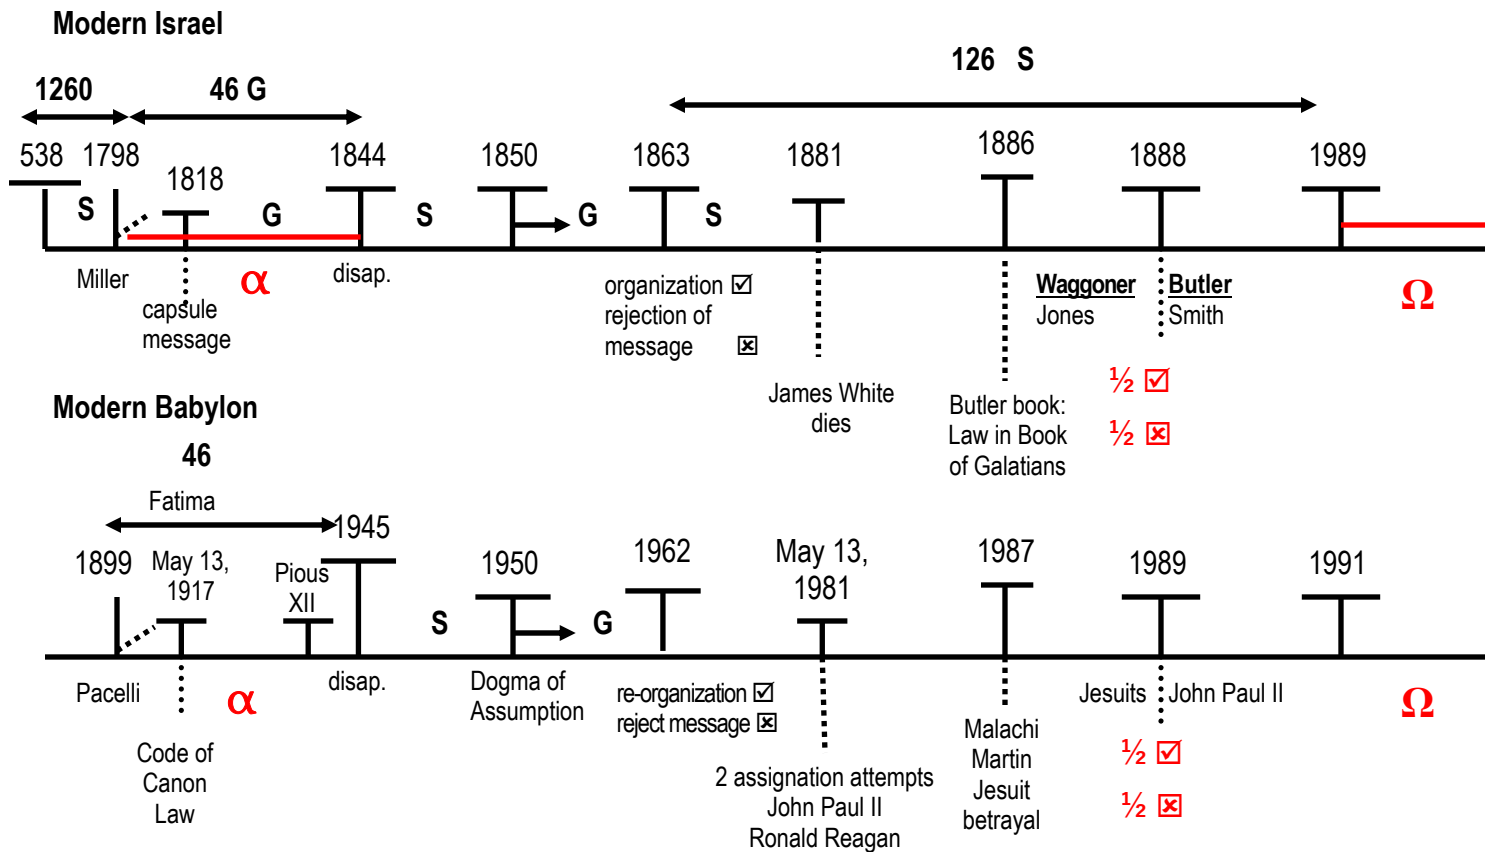 Modern Israel
126 S
1260 46 G
538 1798 1844 1850 1863 1881 1886 1888 1989
1818
S G S G S
Miller α disap. Ω
capsule
message
organization ☑
rejection of
message ☒
Waggoner Butler
Jones Smith
James White
dies
Butler book:
Law in Book
of Galatians
½ ☑
½ ☒
Modern Babylon
46
Fatima
1945
1899 May 13,
1917
Pious
XII
1950 1962 May 13,
1981
1987 1989 1991
S G
Pacelli α disap. Ω
Code of
Canon
Law
Dogma of
Assumption
re-organization ☑
reject message ☒
2 assignation attempts
John Paul II
Ronald Reagan
Malachi
Martin
Jesuit
betrayal
Jesuits John Paul II
½ ☑
½ ☒